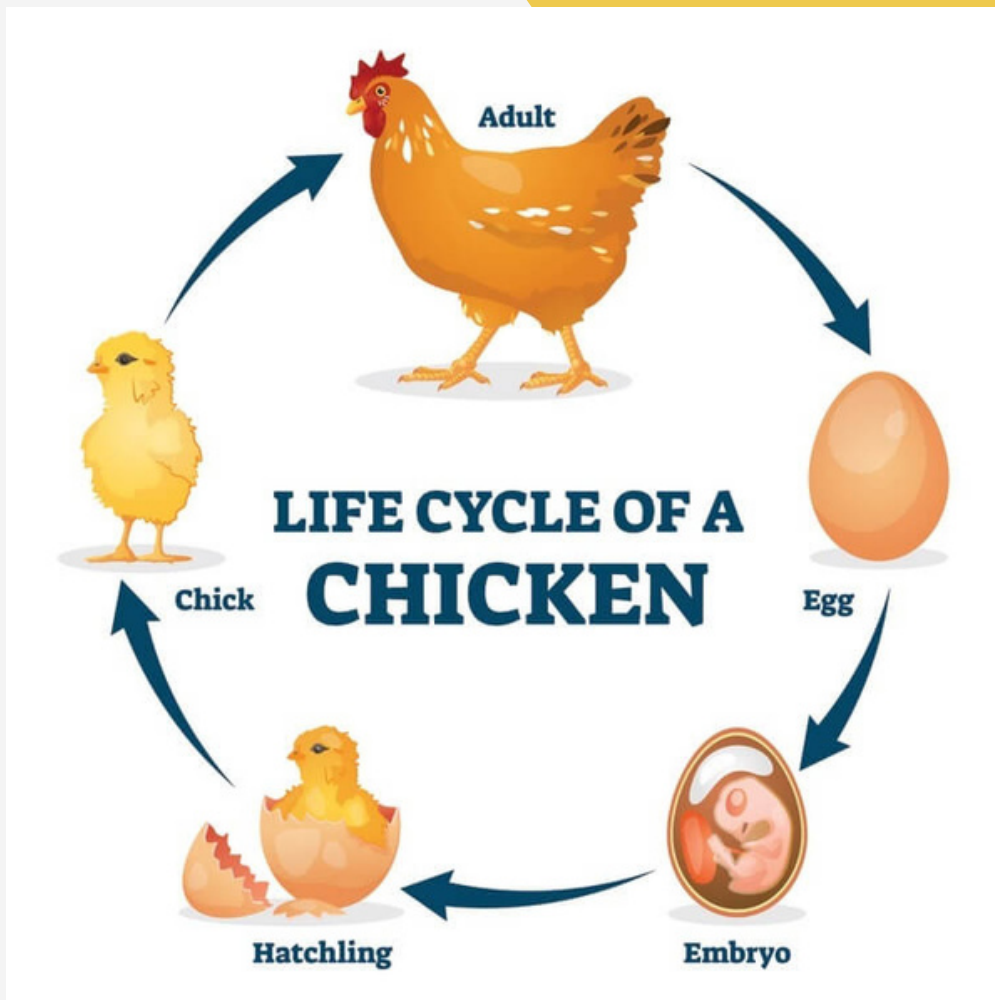 Adult
LIFE CYCLE OF A
CHICKEN
Chick
Egg
Hatchling
Embryo